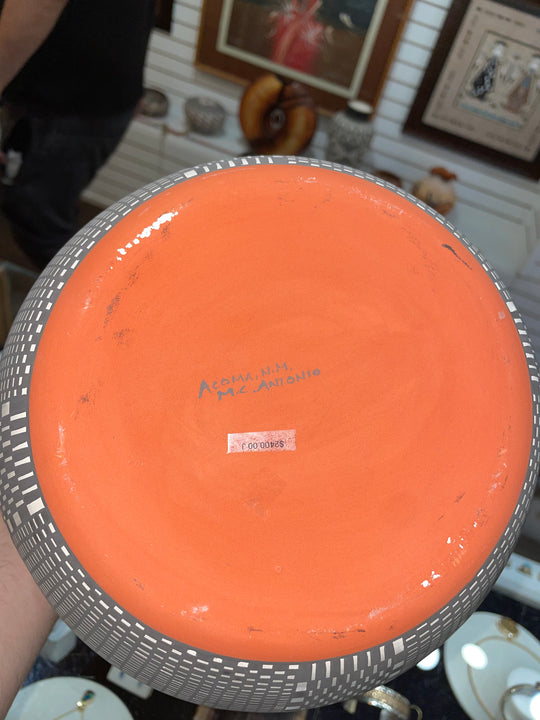 ACOMA, N.M.
M.C. ANTONIO
$2400.00 J